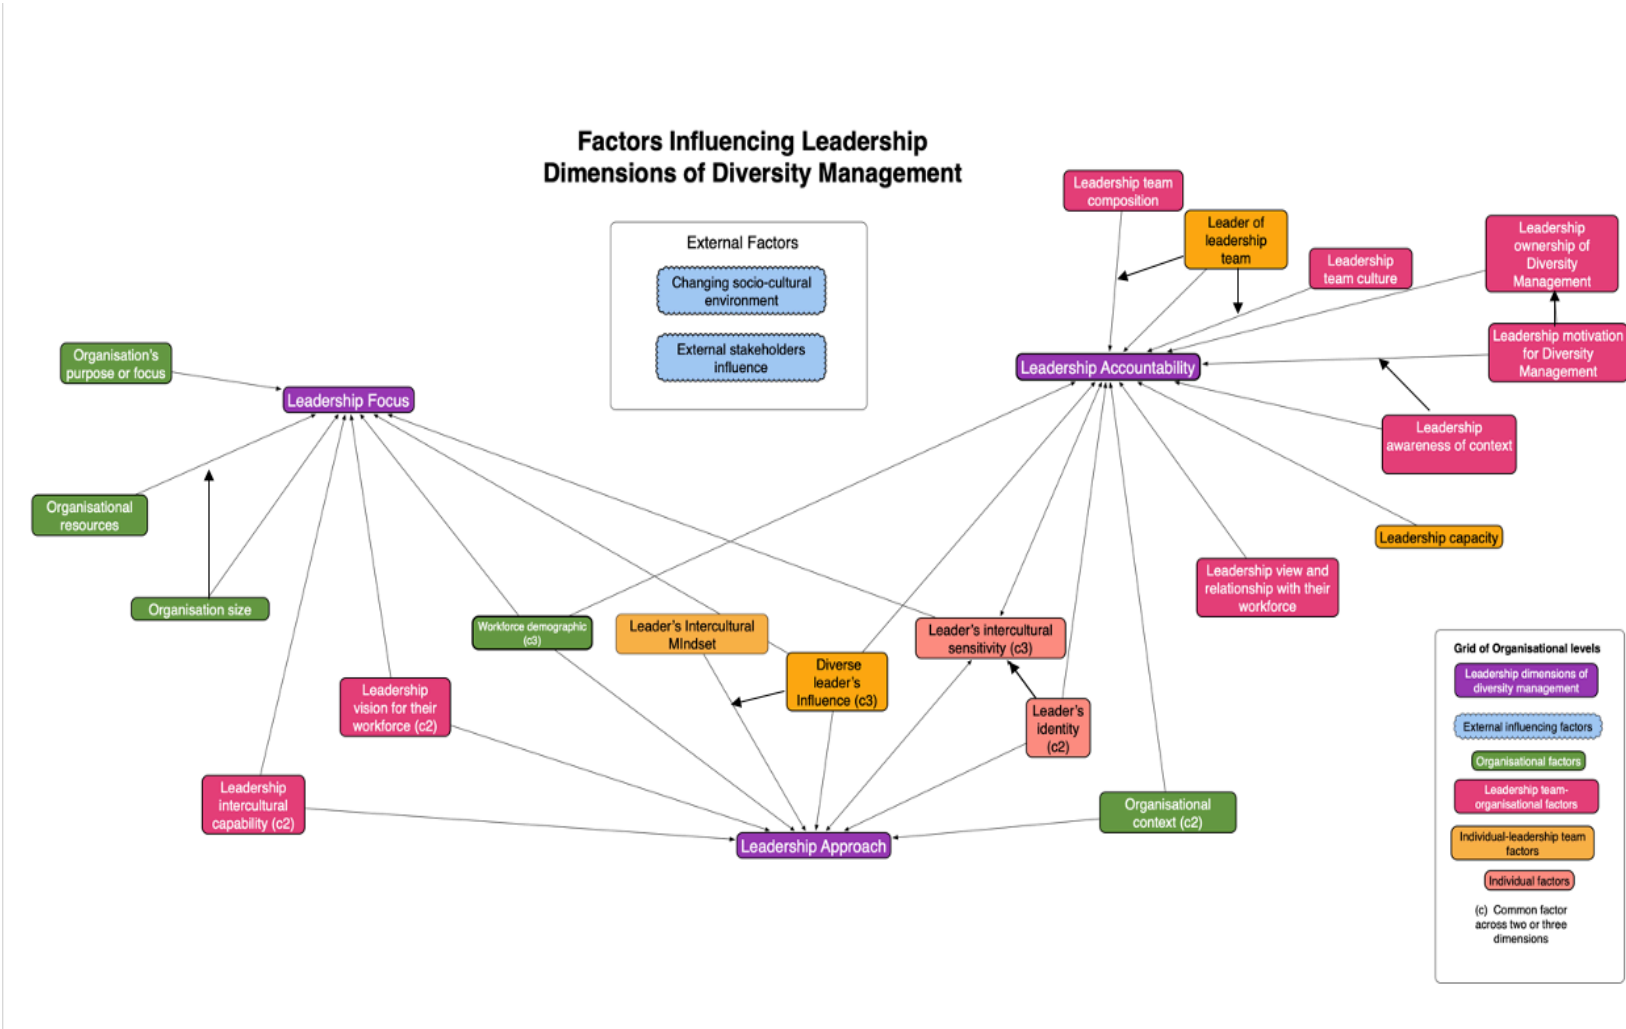 Factors Influencing Leadership
Dimensions of Diversity Management
External Factors
Changing socio-cultural
environment
External stakeholders
influence
Leadership team
composition
Leader of
leadership
team
Leadership
team culture
Leadership
ownership of
Diversity
Management
Leadership motivation
for Diversity
Management
Leadership Accountability
Leadership
awareness of context
Leadership capacity
Leadership view and
relationship with their
workforce
Organisation's
purpose or focus
Leadership Focus
Organisational
resources
Organisation size
Workforce demographic
(c3)
Leader's Intercultural
MIndset
Diverse
leader's
Influence (c3)
Leader's intercultural
sensitivity (c3)
Leader's
identity
(c2)
Leadership
vision for their
workforce (c2)
Leadership
intercultural
capability (c2)
Leadership Approach
Organisational
context (c2)
Grid of Organisational levels
Leadership dimensions of
diversity management
External influencing factors
Organisational factors
Leadership team-
organisational factors
Individual-leadership team
factors
Individual factors
(c) Common factor
across two or three
dimensions